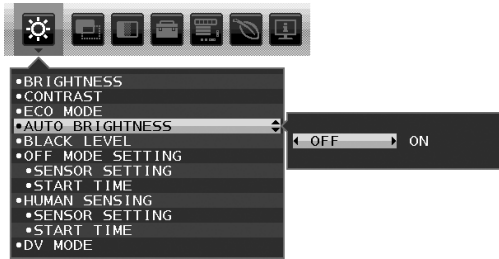 •BRIGHTNESS
•CONTRAST
•ECO MODE
•AUTO BRIGHTNESS
OFF ON
•BLACK LEVEL
•OFF MODE SETTING
•SENSOR SETTING
•START TIME
•HUMAN SENSING
•SENSOR SETTING
•START TIME
•DV MODE